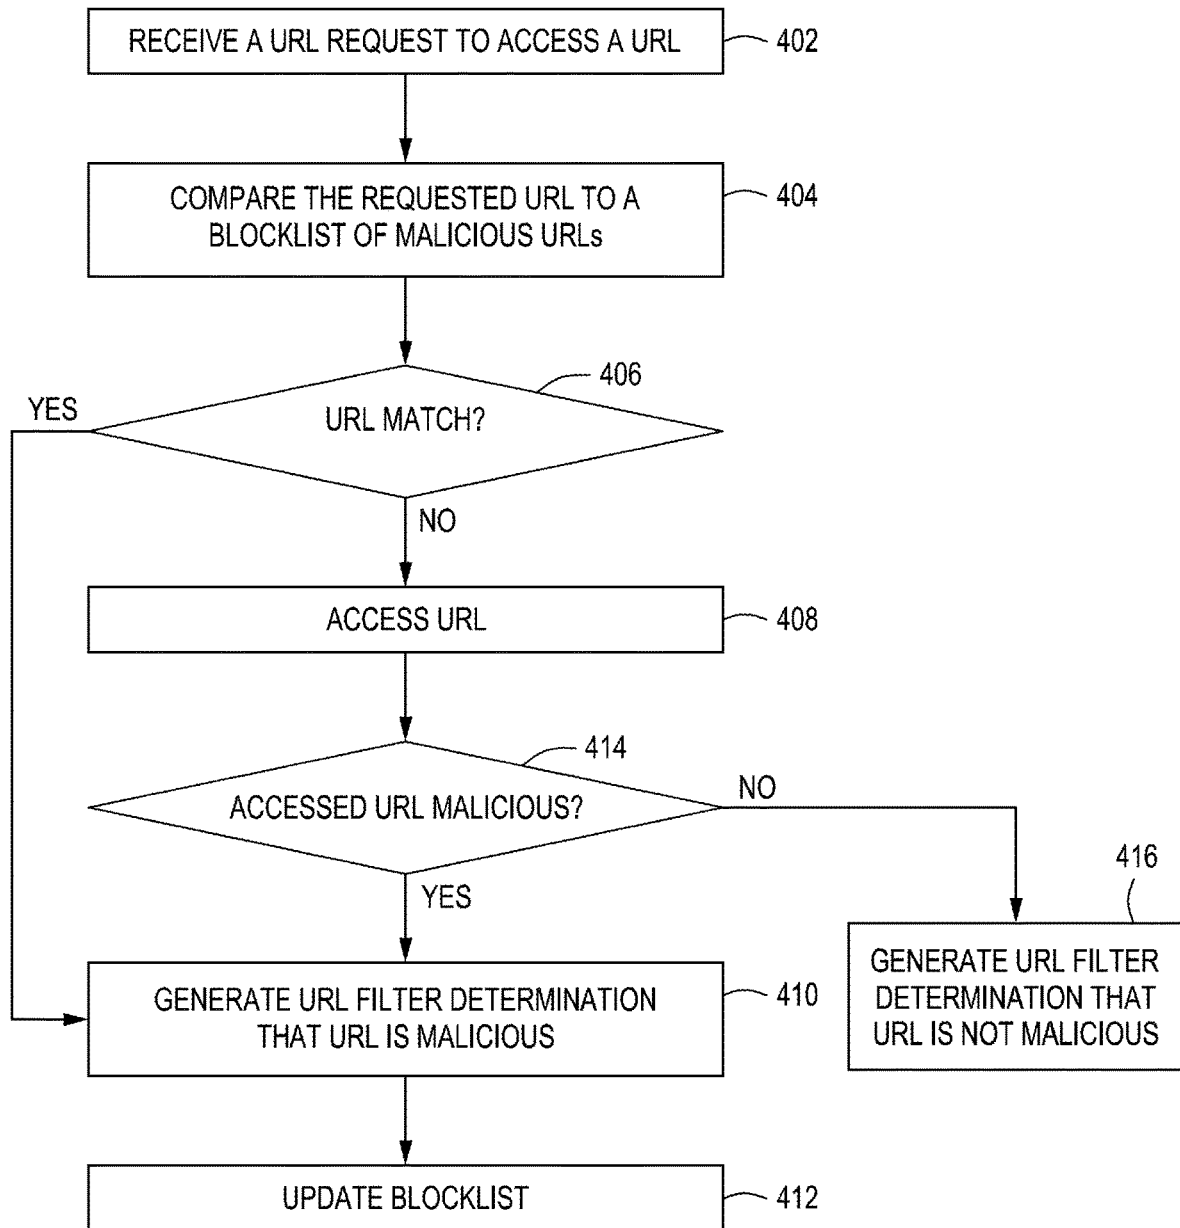 RECEIVE A URL REQUEST TO ACCESS A URL
402
COMPARE THE REQUESTED URL TO A
BLOCKLIST OF MALICIOUS URLs
404
406
YES
URL MATCH?
NO
ACCESS URL
408
414
ACCESSED URL MALICIOUS?
NO
YES
416
GENERATE URL FILTER DETERMINATION
THAT URL IS MALICIOUS
410
GENERATE URL FILTER
DETERMINATION THAT
URL IS NOT MALICIOUS
UPDATE BLOCKLIST
412